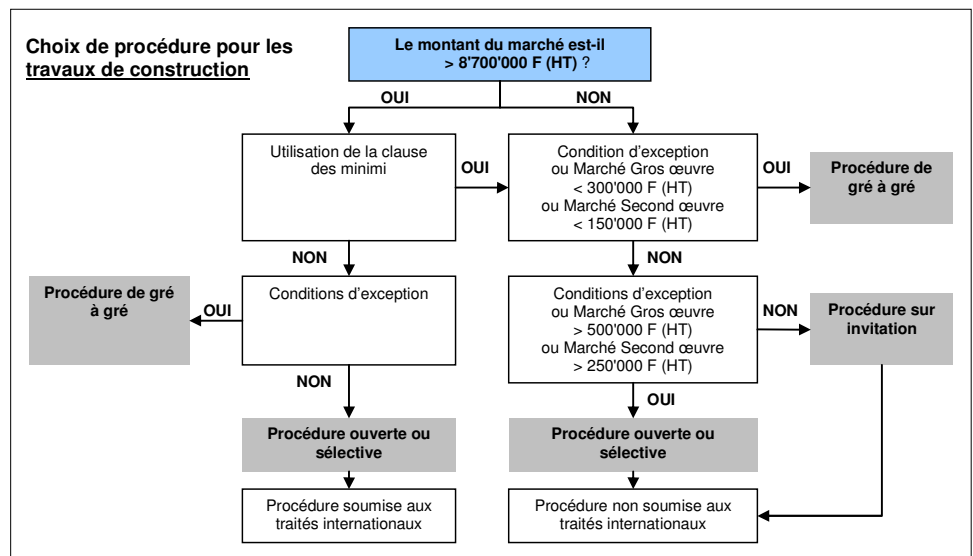 Choix de procédure pour les
travaux de construction
Le montant du marché est-il
> 8'700'000 F (HT) ?
OUI
NON
Utilisation de la clause
des minimi
OUI
Condition d'exception
ou Marché Gros œuvre
< 300'000 F (HT)
ou Marché Second œuvre
< 150'000 F (HT)
OUI
Procédure de
gré à gré
NON
NON
Procédure de gré
à gré
OUI
Conditions d'exception
Conditions d'exception
ou Marché Gros œuvre
> 500'000 F (HT)
ou Marché Second œuvre
> 250'000 F (HT)
NON
Procédure sur
invitation
NON
OUI
Procédure ouverte ou
sélective
Procédure ouverte ou
sélective
Procédure soumise aux
traités internationaux
Procédure non soumise aux
traités internationaux